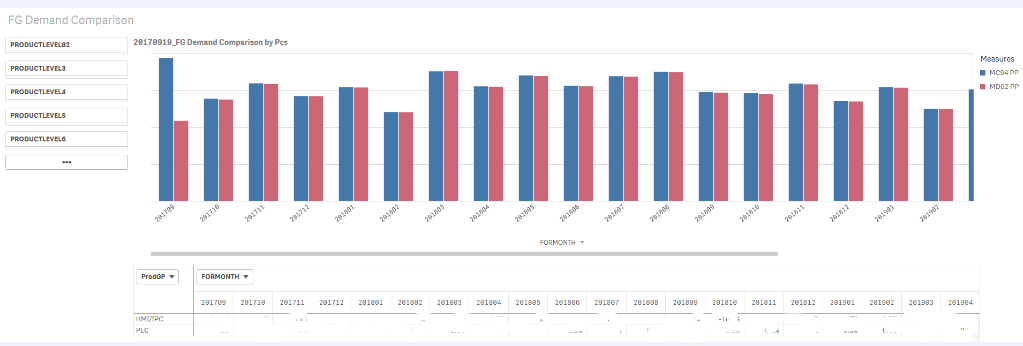 FG Demand Comparison
PRODUCTLEVEL02
PRODUCTLEVEL3
PRODUCTLEVEL4
PRODUCTLEVEL5
PRODUCTLEVEL6
•••
20170919_FG Demand Comparison by Pcs
Measures
MC94 PP
MD02 PP
201709 201710 201711 201712 201801 201802 201803 201804 201805 201806 201807 201808 201809 201810 201811 201812 201901 201902
FORMONTH
ProdGP FORMONTH
201709 201710 201711 201712 201801 201802 201803 201804 201805 201806 201807 201808 201809 201810 201811 201812 201901 201902 201903 201904
HMI/IPC
PLC